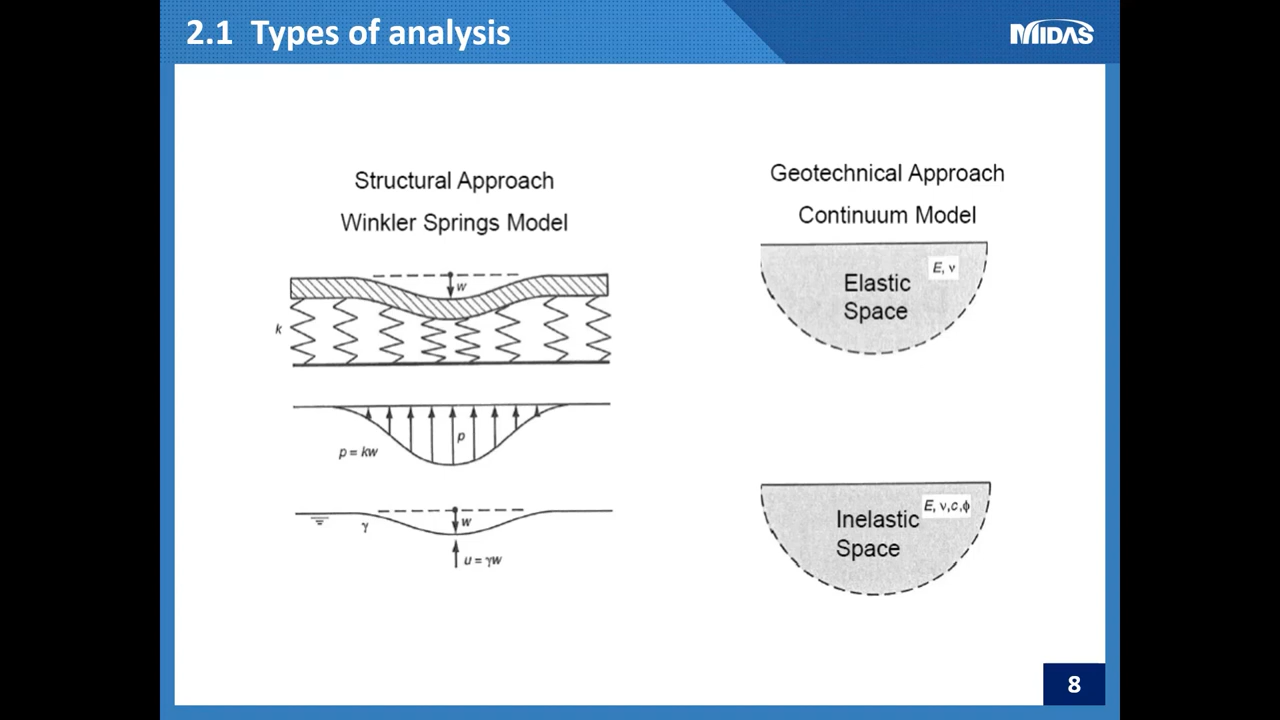 2.1 Types of analysis
MIDAS
Structural Approach
Winkler Springs Model
w
k
p
p = kw
w
γ
u = γw
Geotechnical Approach
Continuum Model
E, ν
Elastic
Space
E, ν,c,ϕ
Inelastic
Space
8